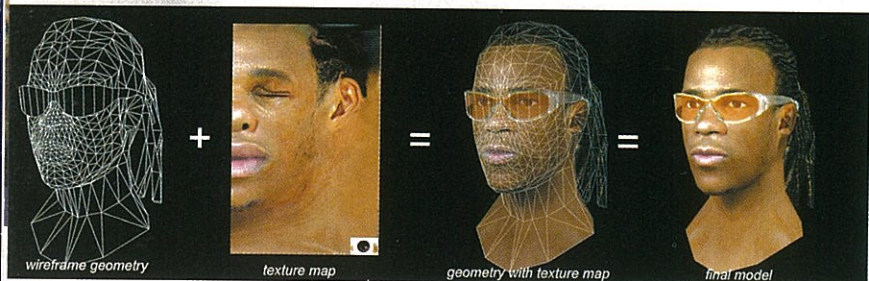 wireframe geometry
+
texture map
=
geometry with texture map
=
final model